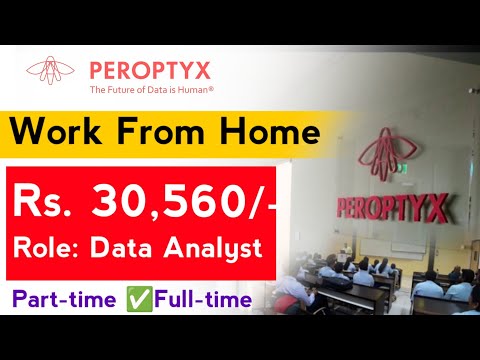 PEROPTYX
The Future of Data is Human®
Work From Home
PEROPTYX
Rs. 30,560/-
Role: Data Analyst
Part-time ✅Full-time